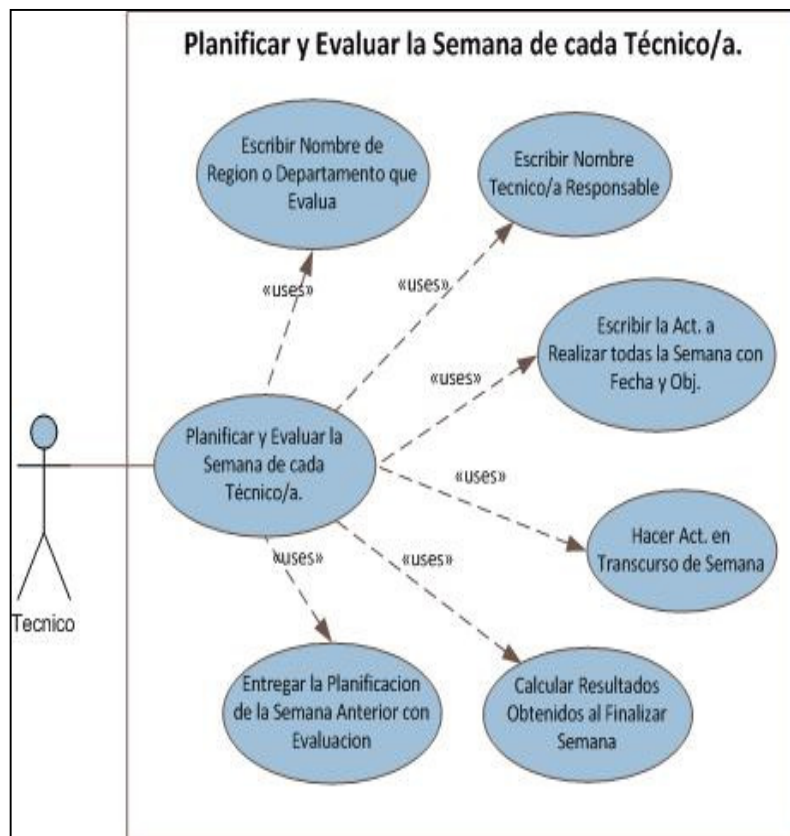 Planificar y Evaluar la Semana de cada Técnico/a.
Escribir Nombre de
Region o Departamento que
Evalua
Escribir Nombre
Tecnico/a Responsable
«uses»
«uses»
Escribir la Act. a
Realizar todas la Semana con
Fecha y Obj.
«uses»
Planificar y Evaluar la
Semana de cada
Técnico/a.
«uses»
Hacer Act. en
Transcurso de Semana
«uses»
«uses»
Tecnico
Entregar la Planificacion
de la Semana Anterior con
Evaluacion
Calcular Resultados
Obtenidos al Finalizar
Semana